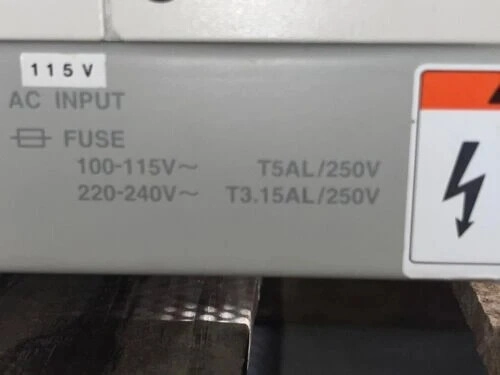 115V
AC INPUT
FUSE
100-115V~ T5AL/250V
220-240V~ T3.15AL/250V